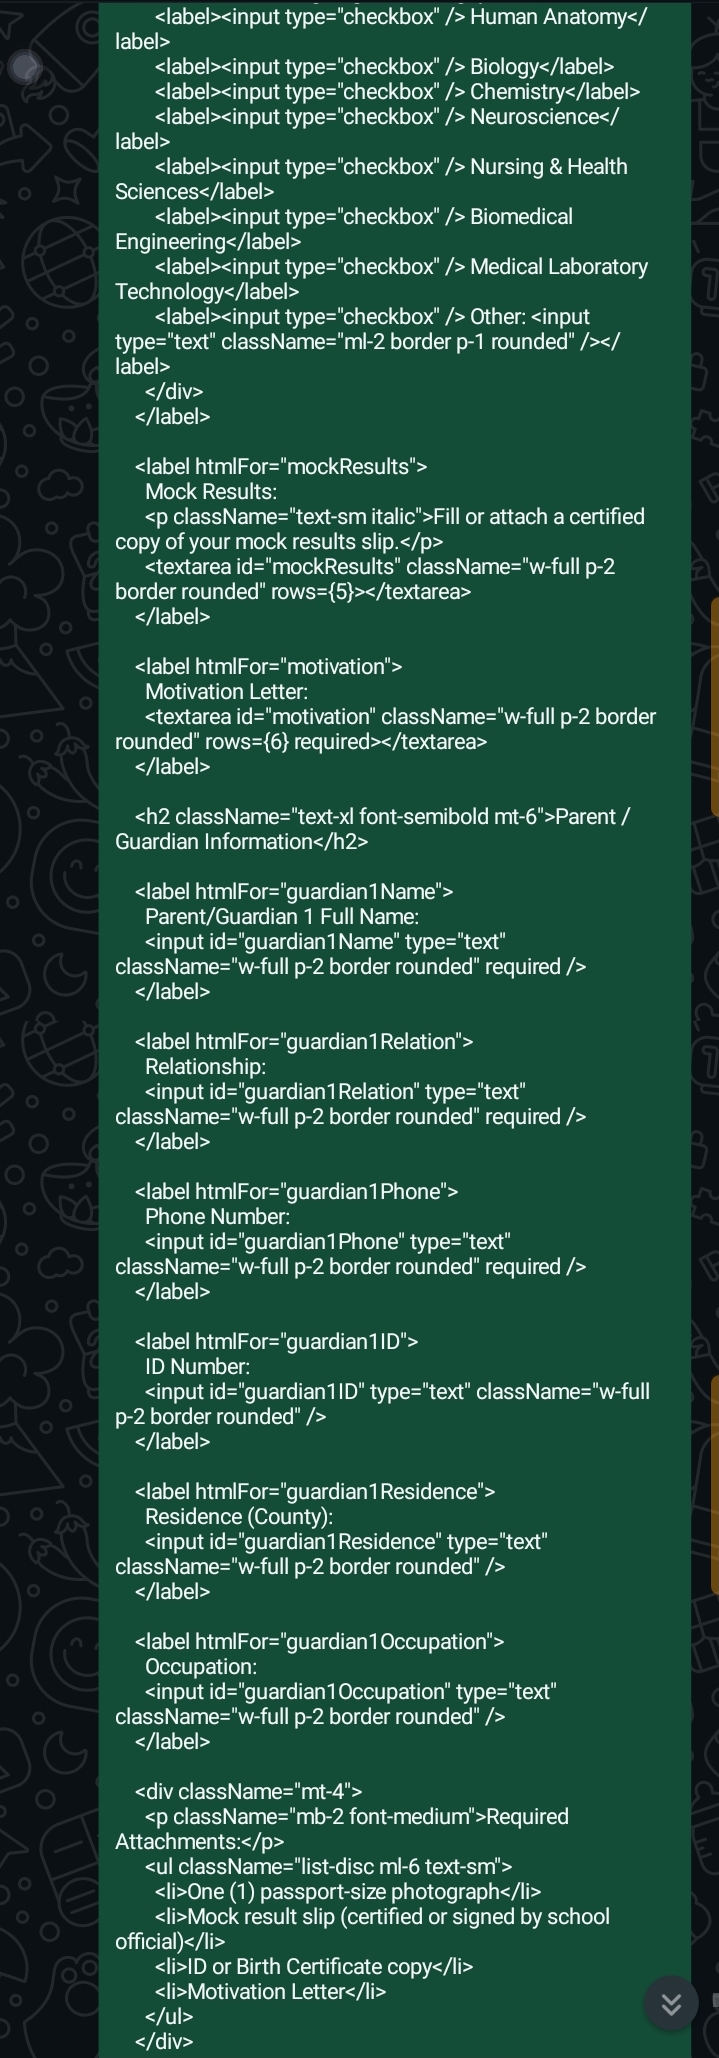 <label><input type="checkbox" /> Human Anatomy</
label>
<label><input type="checkbox" /> Biology</label>
<label><input type="checkbox" /> Chemistry</label>
<label><input type="checkbox" /> Neuroscience</
label>
<label><input type="checkbox" /> Nursing & Health
Sciences</label>
<label><input type="checkbox" /> Biomedical
Engineering</label>
<label><input type="checkbox" /> Medical Laboratory
Technology</label>
<label><input type="checkbox" /> Other: <input
type="text" className="ml-2 border p-1 rounded" /></
label>
</div>
</label>

<label htmlFor="mockResults">
Mock Results:
<p className="text-sm italic">Fill or attach a certified
copy of your mock results slip.</p>
<textarea id="mockResults" className="w-full p-2
border rounded" rows={5}></textarea>
</label>

<label htmlFor="motivation">
Motivation Letter:
<textarea id="motivation" className="w-full p-2 border
rounded" rows={6} required></textarea>
</label>

<h2 className="text-xl font-semibold mt-6">Parent /
Guardian Information</h2>

<label htmlFor="guardian1Name">
Parent/Guardian 1 Full Name:
<input id="guardian1Name" type="text"
className="w-full p-2 border rounded" required />
</label>

<label htmlFor="guardian1Relation">
Relationship:
<input id="guardian1Relation" type="text"
className="w-full p-2 border rounded" required />
</label>

<label htmlFor="guardian1Phone">
Phone Number:
<input id="guardian1Phone" type="text"
className="w-full p-2 border rounded" required />
</label>

<label htmlFor="guardian1ID">
ID Number:
<input id="guardian1ID" type="text" className="w-full
p-2 border rounded" />
</label>

<label htmlFor="guardian1Residence">
Residence (County):
<input id="guardian1Residence" type="text"
className="w-full p-2 border rounded" />
</label>

<label htmlFor="guardian1Occupation">
Occupation:
<input id="guardian1Occupation" type="text"
className="w-full p-2 border rounded" />
</label>

<div className="mt-4">
<p className="mb-2 font-medium">Required
Attachments:</p>
<ul className="list-disc ml-6 text-sm">
<li>One (1) passport-size photograph</li>
<li>Mock result slip (certified or signed by school
official)</li>
<li>ID or Birth Certificate copy</li>
<li>Motivation Letter</li>
</ul>
</div>